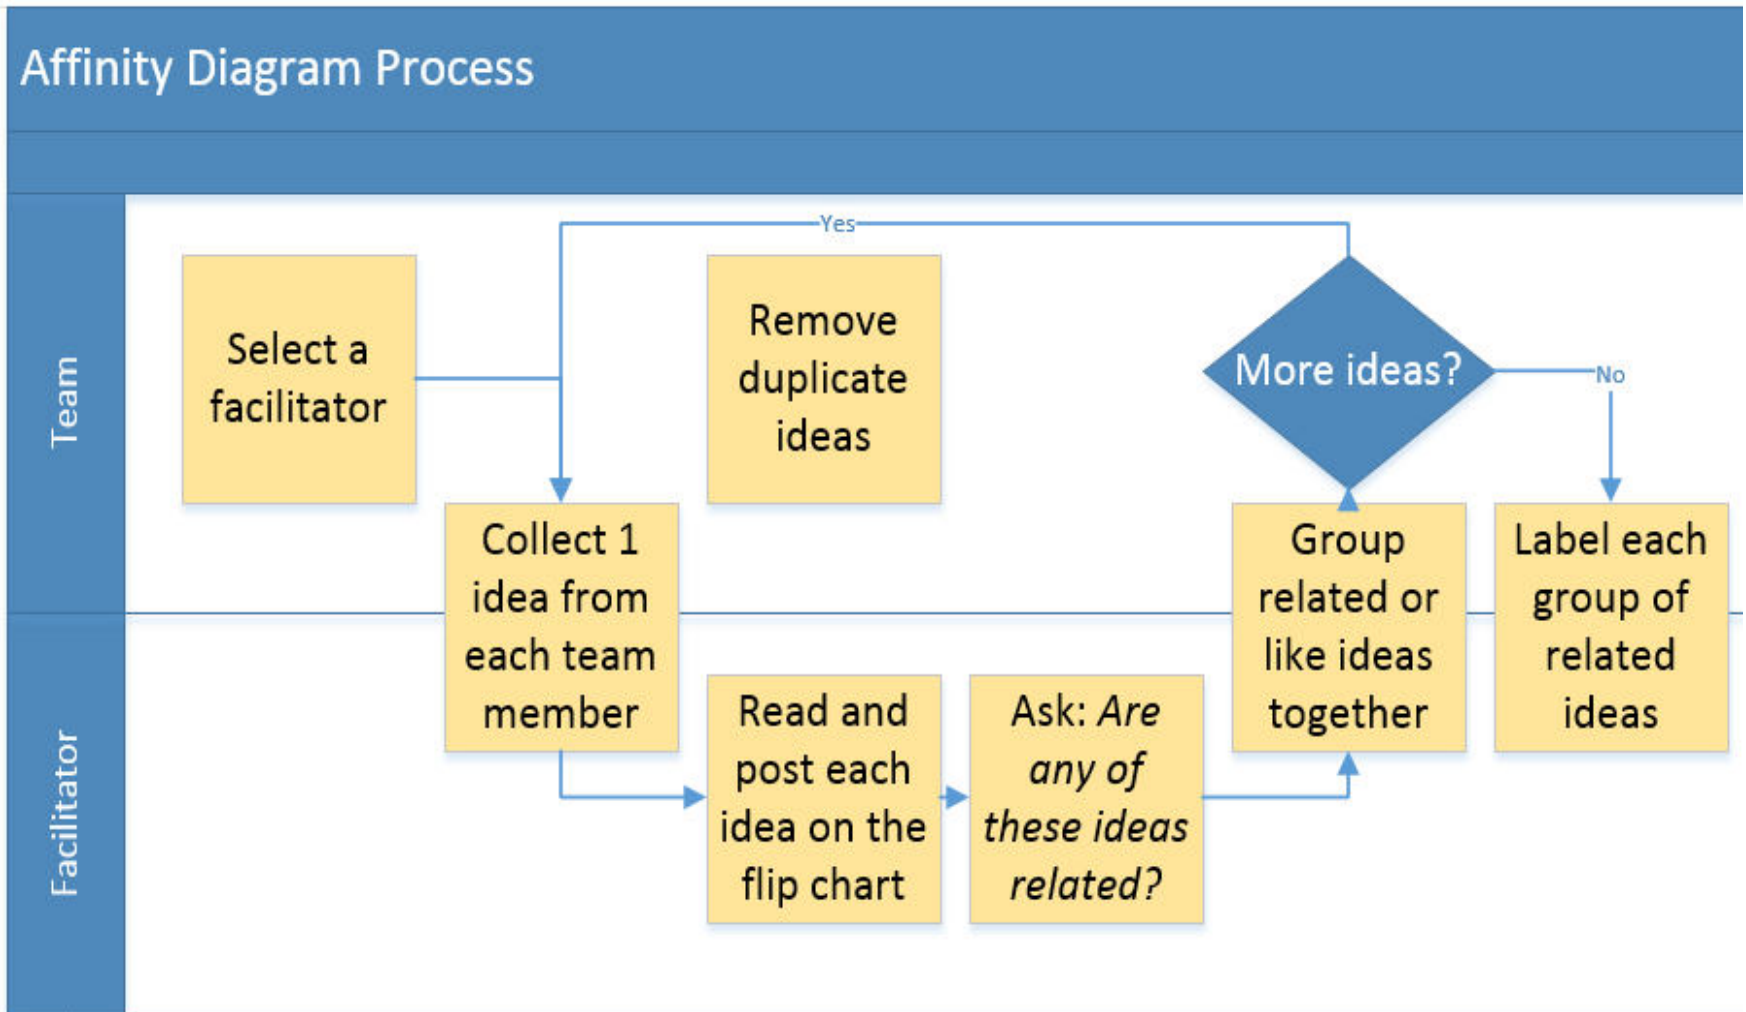 Affinity Diagram Process
Team
Facilitator
Yes
Select a
facilitator
Remove
duplicate
ideas
More ideas?
No
Collect 1
idea from
each team
member
Group
related or
like ideas
together
Label each
group of
related
ideas
Read and
post each
idea on the
flip chart
Ask: Are
any of
these ideas
related?